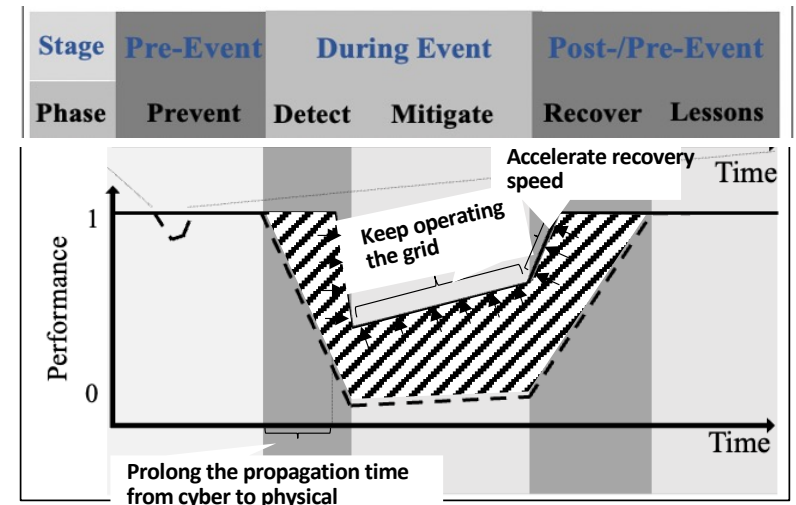 Stage Pre-Event During Event Post-/Pre-Event
Phase Prevent Detect Mitigate Recover Lessons
Accelerate recovery
speed
Time
1
Keep operating
the grid
Performance
0
Time
Prolong the propagation time
from cyber to physical